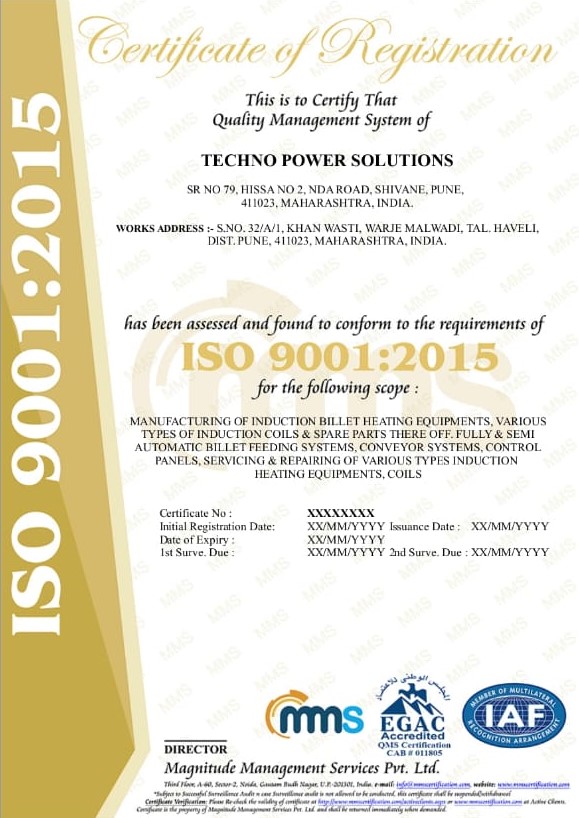 Certificate of Registration
This is to Certify That
Quality Management System of
TECHNO POWER SOLUTIONS
SR NO 79, HISSA NO 2, NDA ROAD, SHIVANE, PUNE,
411023, MAHARASHTRA, INDIA.
WORKS ADDRESS :- S.NO. 32/A/1, KHAN WASTI, WARJE MALWADI, TAL. HAVELI,
DIST. PUNE, 411023, MAHARASHTRA, INDIA.
has been assessed and found to conform to the requirements of
ISO 9001:2015
for the following scope :
MANUFACTURING OF INDUCTION BILLET HEATING EQUIPMENTS, VARIOUS
TYPES OF INDUCTION COILS & SPARE PARTS THERE OFF. FULLY & SEMI
AUTOMATIC BILLET FEEDING SYSTEMS, CONVEYOR SYSTEMS, CONTROL
PANELS, SERVICING & REPAIRING OF VARIOUS TYPES INDUCTION
HEATING EQUIPMENTS, COILS
Certificate No : XXXXXXXX
Initial Registration Date: XX/MM/YYYY Issuance Date : XX/MM/YYYY
Date of Expiry : XX/MM/YYYY
1st Surve. Due : XX/MM/YYYY 2nd Surve. Due : XX/MM/YYYY
ISO 9001:2015
mms
المجلس الوطني للاعتماد
EGAC
Accredited
QMS Certification
CAB # 011805
MEMBER OF MULTILATERAL
IAF
RECOGNITION ARRANGEMENT
DIRECTOR
Magnitude Management Services Pvt. Ltd.
Third Floor, A-60, Sector-2, Noida, Gautam Budh Nagar, U.P.-201301, India. e-mail: info@mmscertification.com, website: www.mmscertification.com
*Subject to Successful Surveillance Audit n case Surveillance audit is not allowed to be conducted, this certificate shall be suspended/withdrawal
Certificate Verification: Please Re-check the validity of certificate at http://www.mmscertification.com/activeclients.aspx or www.mmscertification.com at Active Clients.
Certificate is the property of Magnitude Management Services Pvt. Ltd. and shall be returned immediately when demanded.